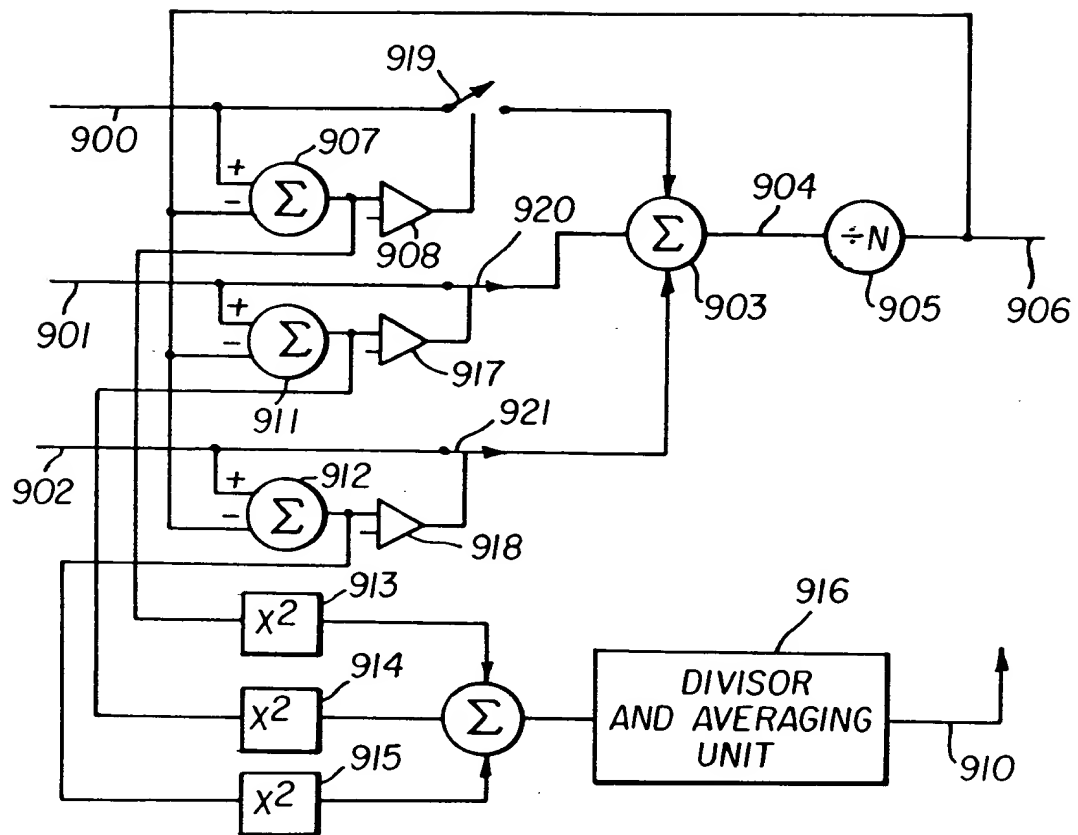 919
900
907
+
-
Σ
908
920
Σ
904
÷N
903
905
906
901
+
-
Σ
911
917
921
902
912
+
-
Σ
918
913
X2
914
X2
915
X2
Σ
916
DIVISOR
AND AVERAGING
UNIT
910